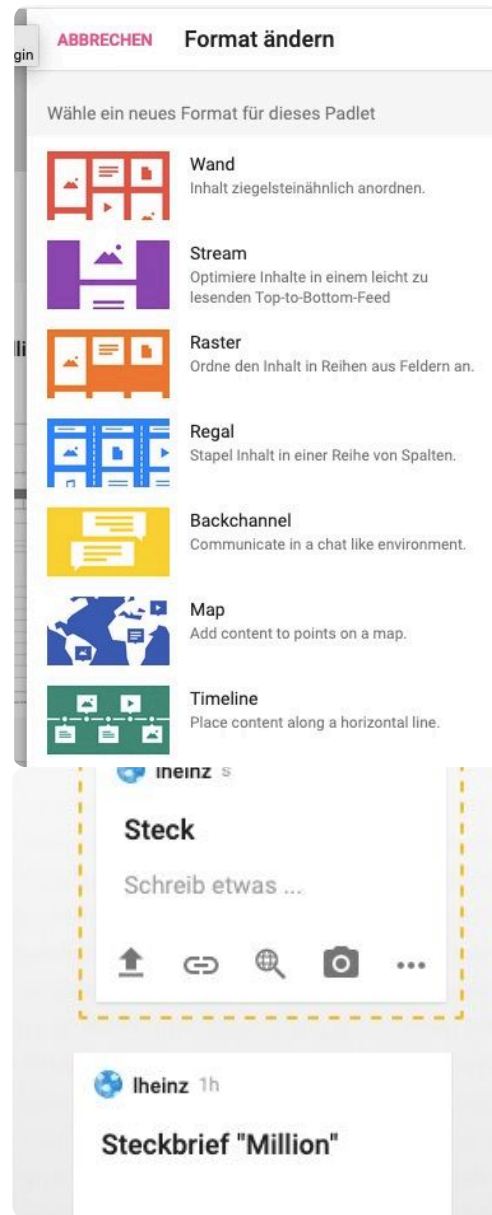 gin
ABBRECHEN Format ändern
Wähle ein neues Format für dieses Padlet
Wand
Inhalt ziegelsteinähnlich anordnen.
Stream
Optimiere Inhalte in einem leicht zu
lesenden Top-to-Bottom-Feed
Raster
Ordne den Inhalt in Reihen aus Feldern an.
lli
Regal
Stapel Inhalt in einer Reihe von Spalten.
Backchannel
Communicate in a chat like environment.
Map
Add content to points on a map.
Timeline
Place content along a horizontal line.
lheinz s
Steck
Schreib etwas ...
lheinz 1h
Steckbrief "Million"